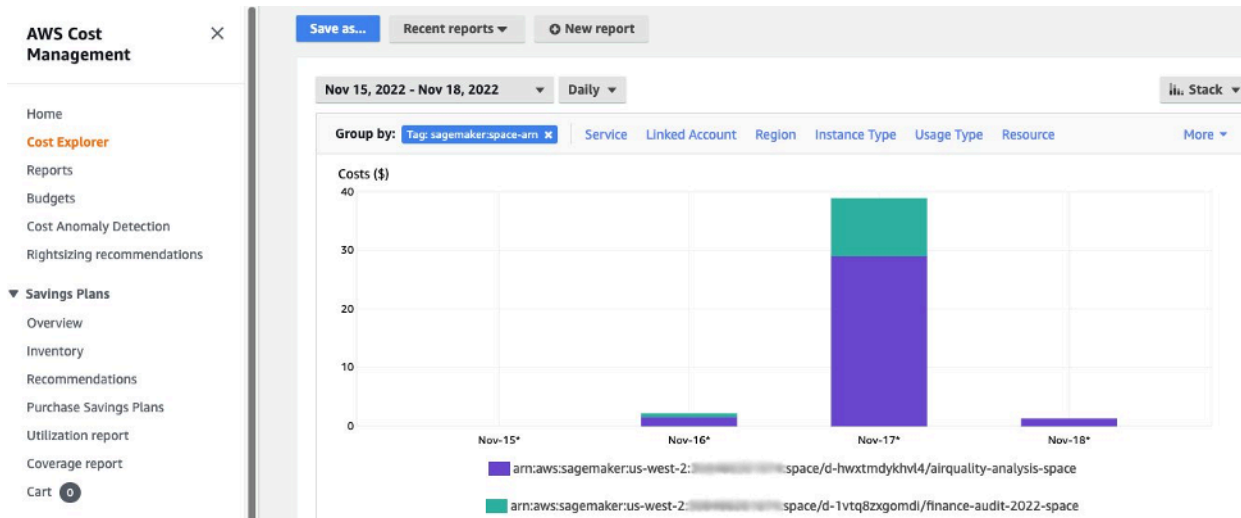 AWS Cost
Management
Home
Cost Explorer
Reports
Budgets
Cost Anomaly Detection
Rightsizing recommendations
Savings Plans
Overview
Inventory
Recommendations
Purchase Savings Plans
Utilization report
Coverage report
Cart 0
Save as... Recent reports New report
Nov 15, 2022 - Nov 18, 2022 Daily Stack
Group by: Tag: sagemaker:space-arn × Service Linked Account Region Instance Type Usage Type Resource More
Costs ($)
40
30
20
10
0
Nov-15* Nov-16* Nov-17* Nov-18*
arn:aws:sagemaker:us-west-2: :space/d-hwxtmdykhvl4/airquality-analysis-space
arn:aws:sagemaker:us-west-2: space/d-1vtq8zxgomdi/finance-audit-2022-space